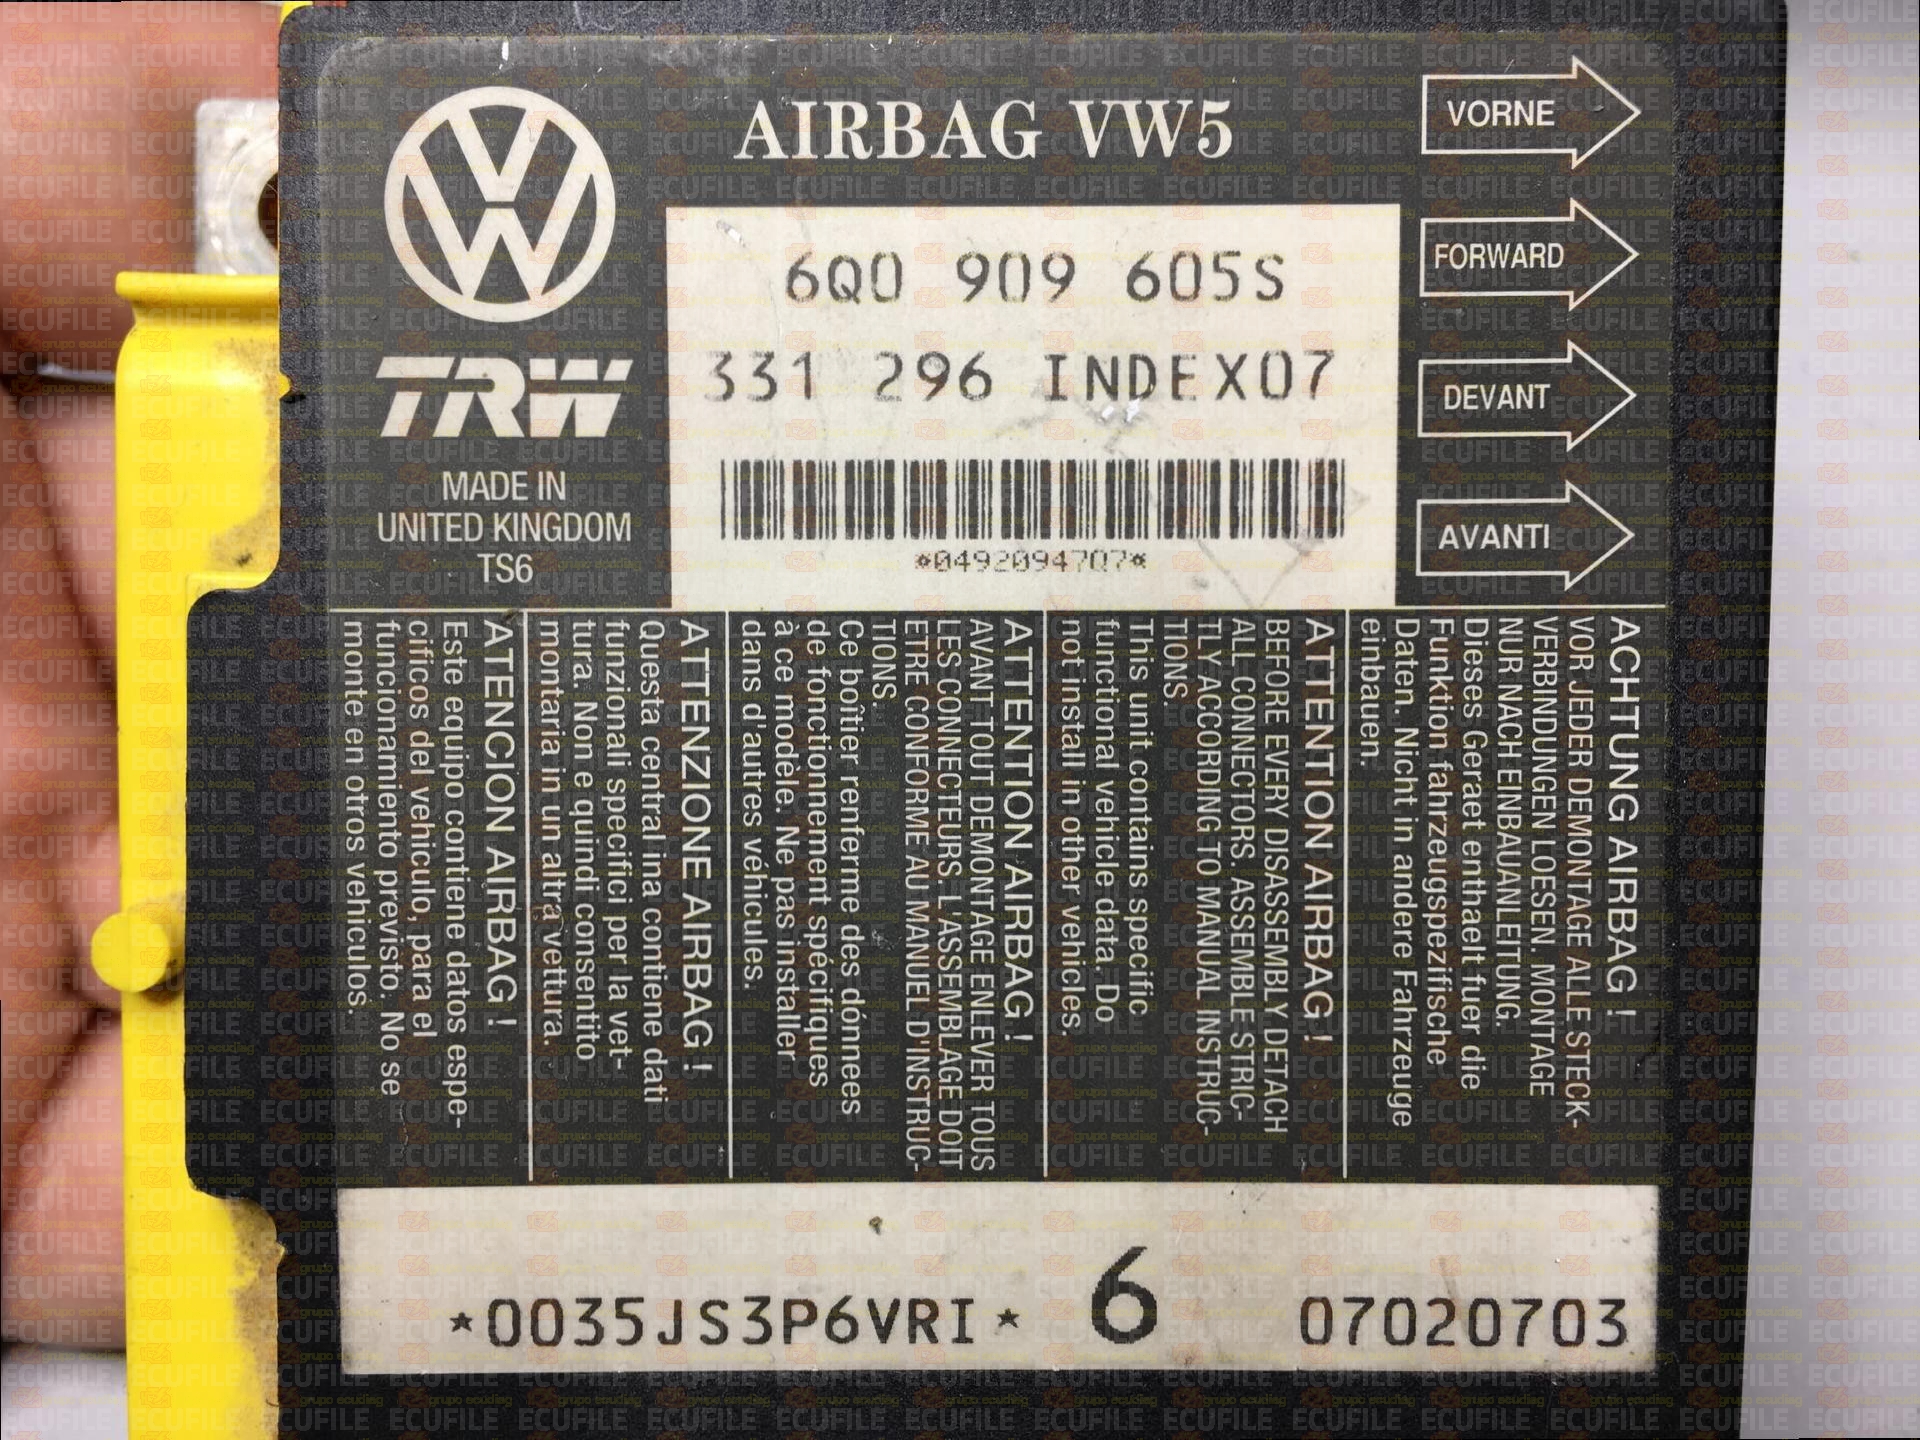 AIRBAG VW5
6Q0 909 605S
331 296 INDEX07
*0492094707*
TRW
MADE IN
UNITED KINGDOM
TS6
VORNE
FORWARD
DEVANT
AVANTI
ACHTUNG AIRBAG !
VOR JEDER DEMONTAGE ALLE STECK-
VERBINDUNGEN LOESEN. MONTAGE
NUR NACH EINBAUANLEITUNG.
Dieses Geraet enthaelt fuer die
Funktion fahrzeugspezifische
Daten. Nicht in andere Fahrzeuge
einbauen.
ATTENTION AIRBAG !
BEFORE EVERY DISASSEMBLY DETACH
ALL CONNECTORS. ASSEMBLE STRIC-
TLY ACCORDING TO MANUAL INSTRUC-
TIONS.
This unit contains specific
functional vehicle data. Do
not install in other vehicles.
ATTENTION AIRBAG !
AVANT TOUT DEMONTAGE ENLEVER TOUS
LES CONNECTEURS. L'ASSEMBLAGE DOIT
ETRE CONFORME AU MANUEL D'INSTRUC-
TIONS.
Ce boîtier renferme des dónnees
de fonctionnement spécifiques
à ce modèle. Ne pas installer
dans d'autres véhicules.
ATTENZIONE AIRBAG !
Questa central ina contiene dati
funzionali specifici per la vet-
tura. Non e quindi consentito
montaria in un altra vettura.
ATENCION AIRBAG !
Este equipo contiene datos espe-
cificos del vehiculo, para el
funcionamiento previsto. No se
monte en otros vehiculos.
*0035JS3P6VRI* 6 07020703
ECUFILE
grupo ecudieg